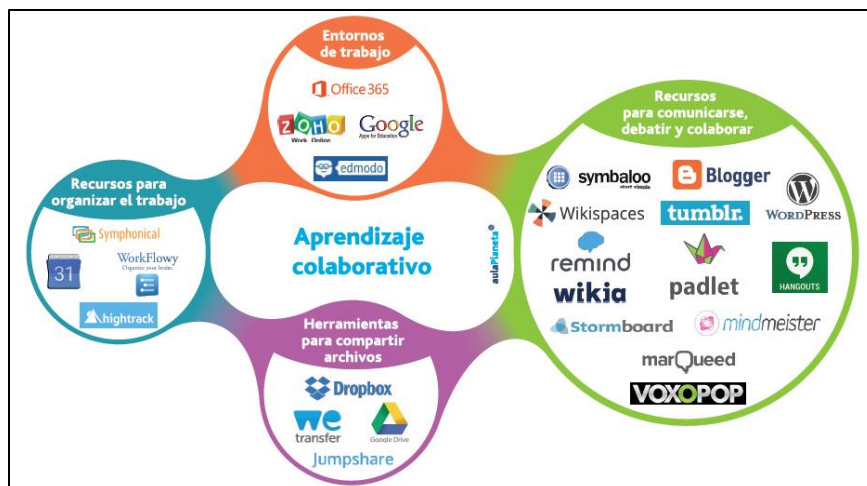 Entornos
de trabajo
Office 365
ZOHO
Work. Online
Google
Apps for Education
edmodo
Recursos para
organizar el trabajo
Symphonical
31
WorkFlowy
Organize your brain.
hightrack
Aprendizaje
colaborativo
aulaPlaneta
Herramientas
para compartir
archivos
Dropbox
we
transfer
Google Drive
Jumpshare
Recursos
para comunicarse,
debatir y colaborar
symbaloo
start simple
Blogger
WORDPRESS
Wikispaces
tumblr.
remind
padlet
HANGOUTS
wikia
Stormboard
mindmeister
marQueed
VOXOPOP